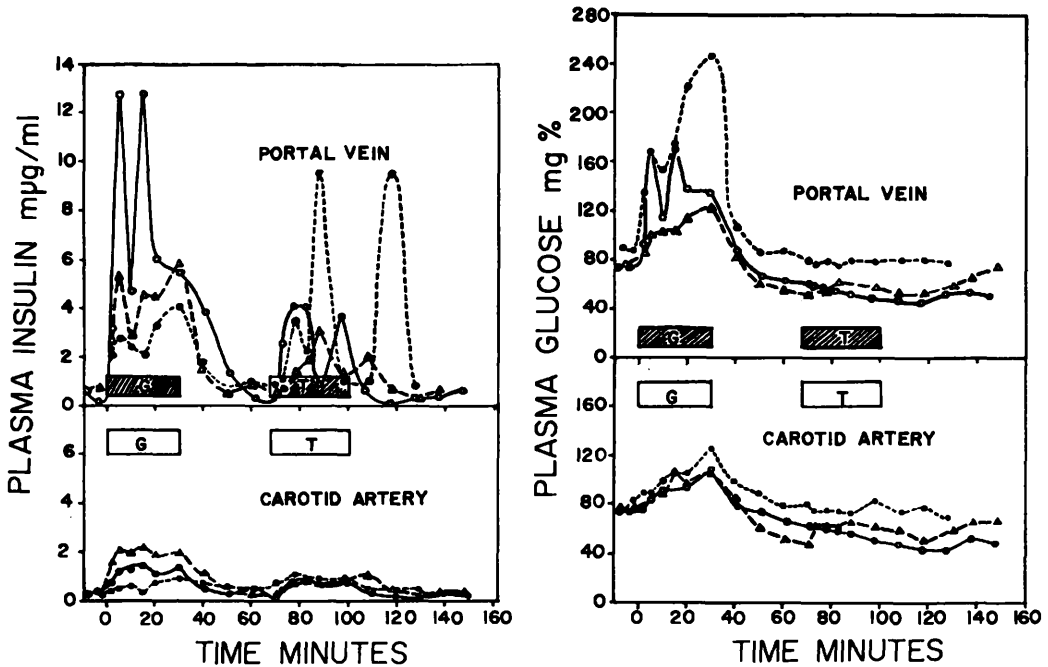 14
12
10
8
6
4
2
0
PORTAL VEIN
G
T
PLASMA INSULIN mμg/ml
6
4
2
0
G
T
CAROTID ARTERY
0 20 40 60 80 100 120 140 160
TIME MINUTES
280
240
200
160
120
80
40
0
PORTAL VEIN
G
T
PLASMA GLUCOSE mg %
160
120
80
40
0
G
T
CAROTID ARTERY
0 20 40 60 80 100 120 140 160
TIME MINUTES